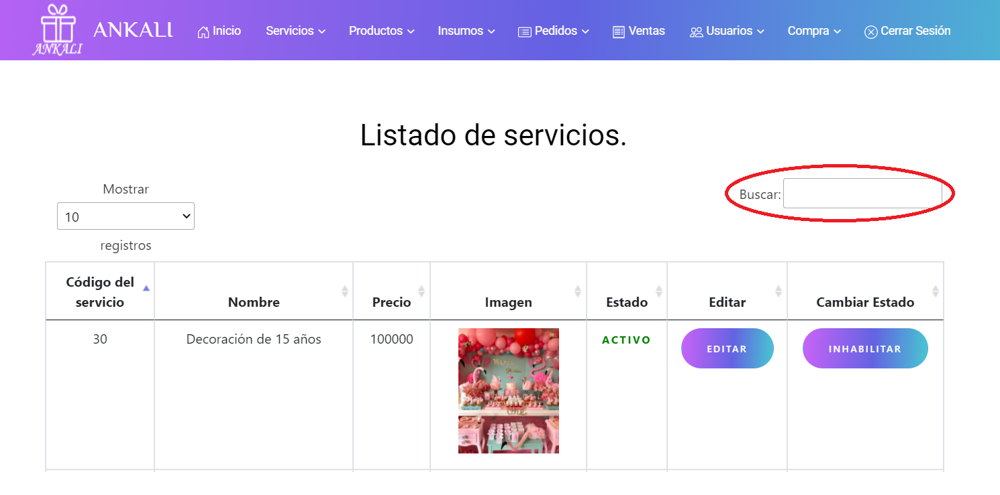 ANKALI
ANKALI
Inicio
Servicios
Productos
Insumos
Pedidos
Ventas
Usuarios
Compra
Cerrar Sesión
Listado de servicios.
Mostrar
10
registros
Buscar:
Código del
servicio
Nombre
Precio
Imagen
Estado
Editar
Cambiar Estado
30
Decoración de 15 años
100000
ACTIVO
EDITAR
INHABILITAR